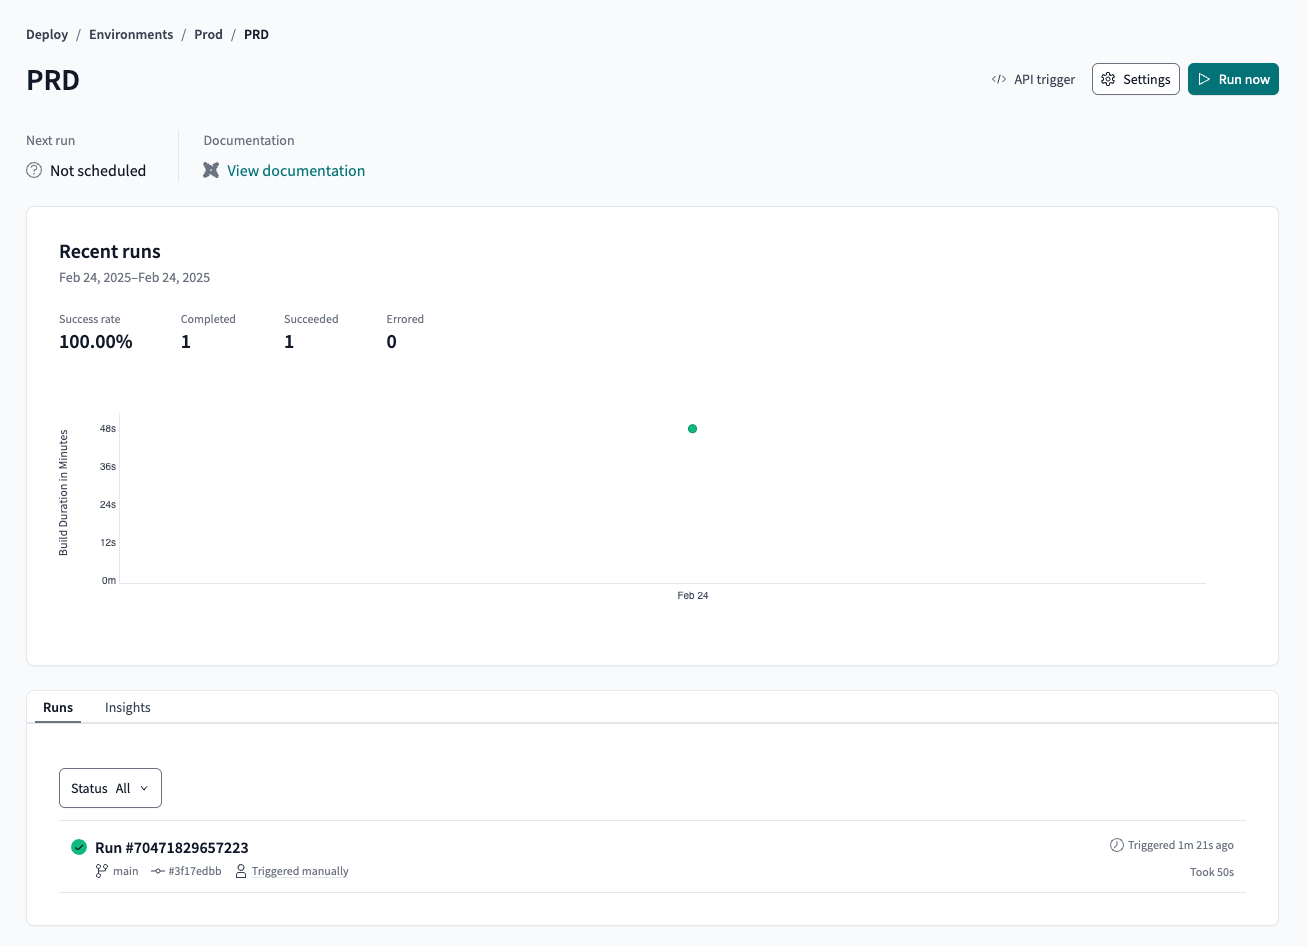 Deploy / Environments / Prod / PRD
PRD
</> API trigger
Settings
Run now
Next run
Not scheduled
Documentation
View documentation
Recent runs
Feb 24, 2025–Feb 24, 2025
Success rate
100.00%
Completed
1
Succeeded
1
Errored
0
Build Duration in Minutes
48s
36s
24s
12s
0m
Feb 24
Runs
Insights
Status All
Run #70471829657223
main #3f17edbb Triggered manually
Triggered 1m 21s ago
Took 50s